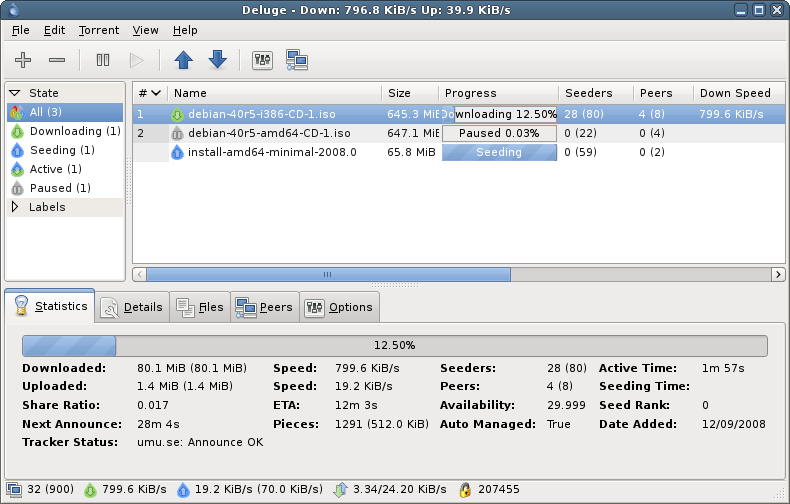 Deluge - Down: 796.8 KiB/s Up: 39.9 KiB/s
File Edit Torrent View Help
State
All (3)
Downloading (1)
Seeding (1)
Active (1)
Paused (1)
Labels
# Name Size Progress Seeders Peers Down Speed
1 debian-40r5-i386-CD-1.iso 645.3 MiB Downloading 12.50% 28 (80) 4 (8) 799.6 KiB/s
2 debian-40r5-amd64-CD-1.iso 647.1 MiB Paused 0.03% 0 (22) 0 (4)
install-amd64-minimal-2008.0 65.8 MiB Seeding 0 (59) 0 (2)
Statistics Details Files Peers Options
12.50%
Downloaded: 80.1 MiB (80.1 MiB) Speed: 799.6 KiB/s Seeders: 28 (80) Active Time: 1m 57s
Uploaded: 1.4 MiB (1.4 MiB) Speed: 19.2 KiB/s Peers: 4 (8) Seeding Time:
Share Ratio: 0.017 ETA: 12m 3s Availability: 29.999 Seed Rank: 0
Next Announce: 28m 4s Pieces: 1291 (512.0 KiB) Auto Managed: True Date Added: 12/09/2008
Tracker Status: umu.se: Announce OK
32 (900) 799.6 KiB/s 19.2 KiB/s (70.0 KiB/s) 3.34/24.20 KiB/s 207455